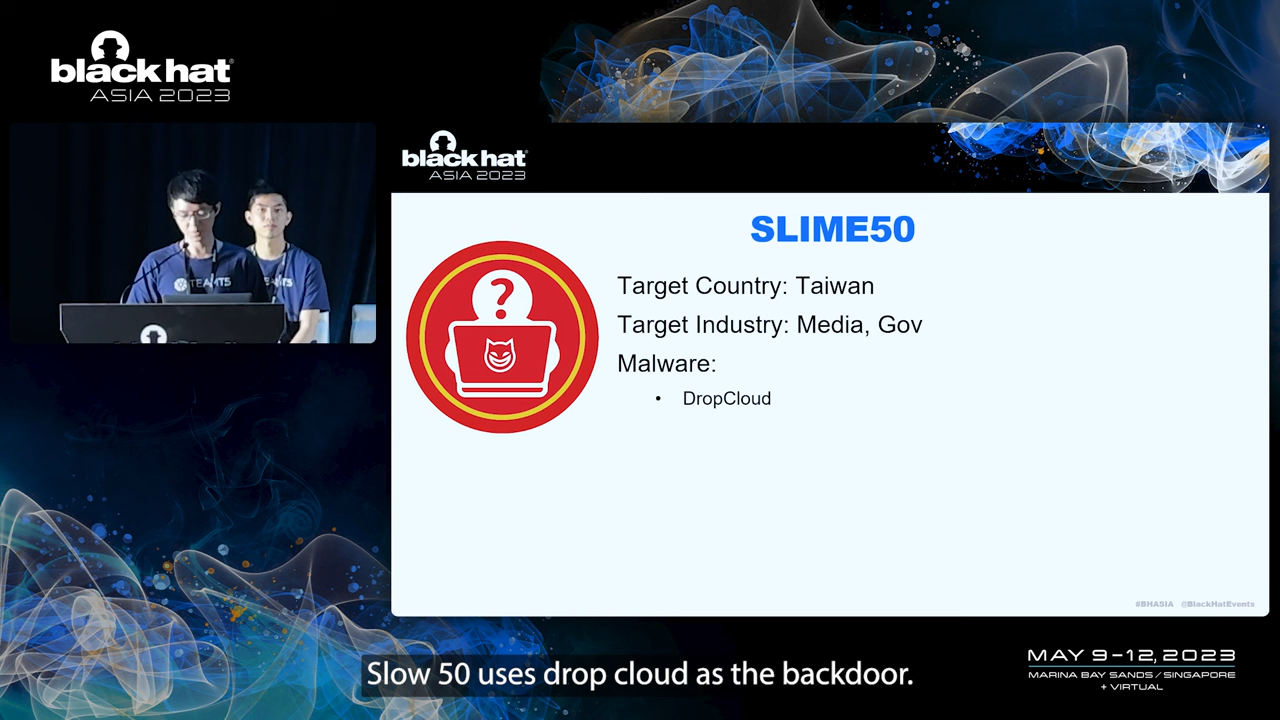 black hat
ASIA 2023
black hat
ASIA 2023
TEAMT5
SLIME50
?
Target Country: Taiwan
Target Industry: Media, Gov
Malware:
• DropCloud
#BHASIA @BlackHatEvents
Slow 50 uses drop cloud as the backdoor.
MAY 9-12, 2023
MARINA BAY SANDS / SINGAPORE
+ VIRTUAL